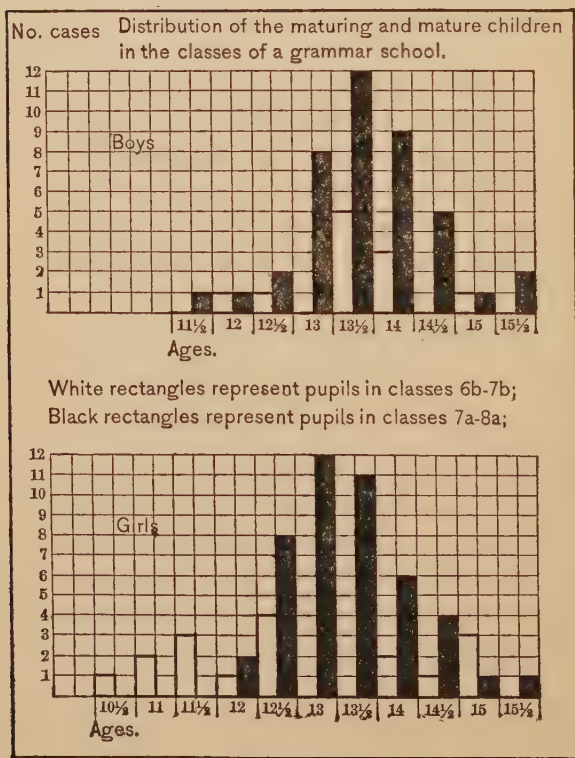 No. cases Distribution of the maturing and mature children
in the classes of a grammar school.
12
11
10
9
8
7
6
5
4
3
2
1
Boys
11½ 12 12½ 13 13½ 14 14½ 15 15½
Ages.
White rectangles represent pupils in classes 6b-7b;
Black rectangles represent pupils in classes 7a-8a;
12
11
10
9
8
7
6
5
4
3
2
1
Girls
10½ 11 11½ 12 12½ 13 13½ 14 14½ 15 15½
Ages.